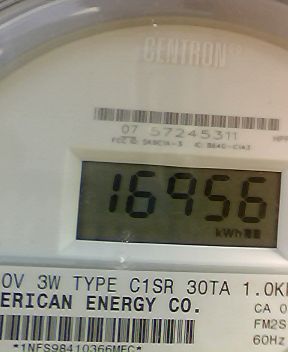 CENTRON
07 57245311
16956
kWh
0V 3W TYPE C1SR 30TA 1.0K
ERICAN ENERGY CO.
CA 0
FM2S
60Hz
*1NFS98410366MEC*